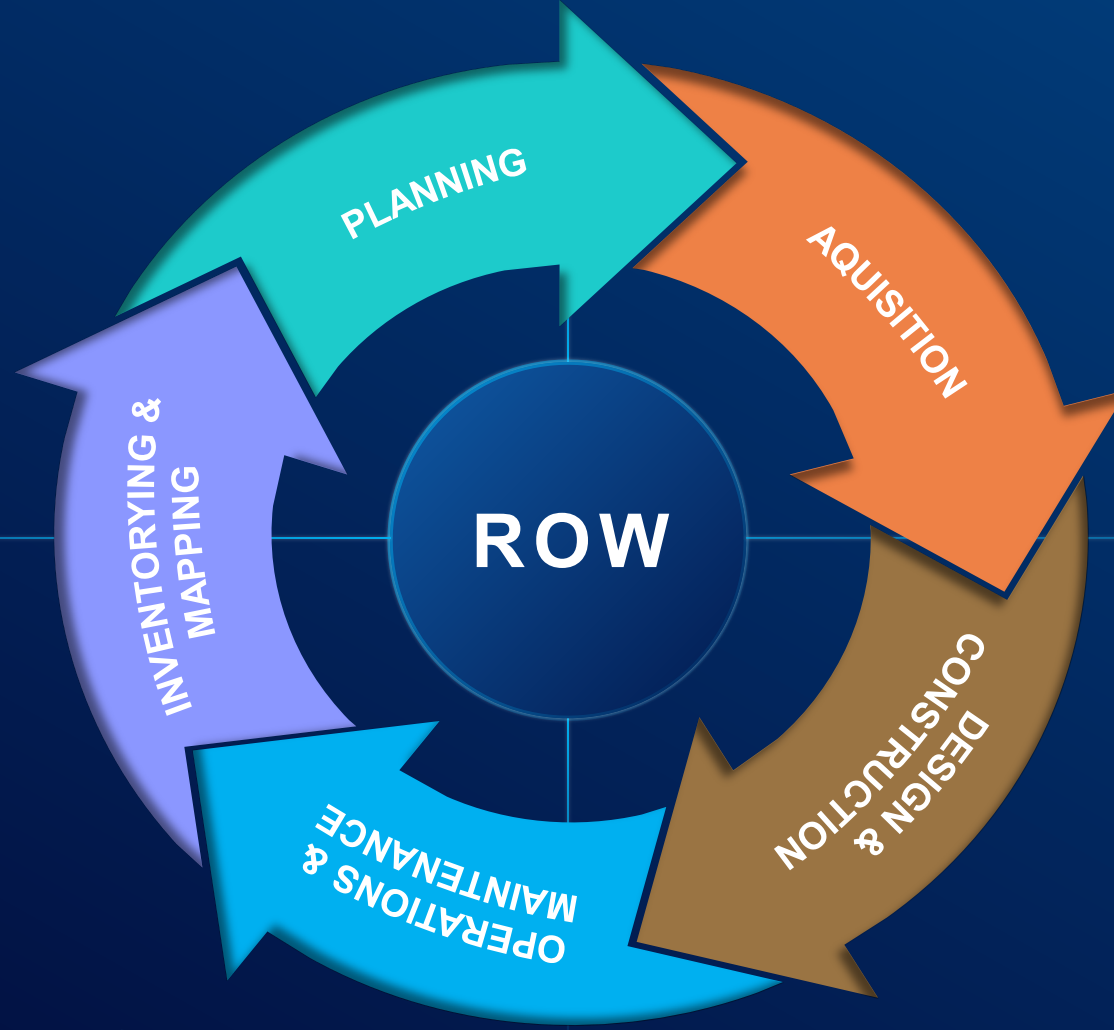 PLANNING
AQUISITION
DESIGN &
CONSTRUCTION
OPERATIONS &
MAINTENANCE
INVENTORYING &
MAPPING
ROW